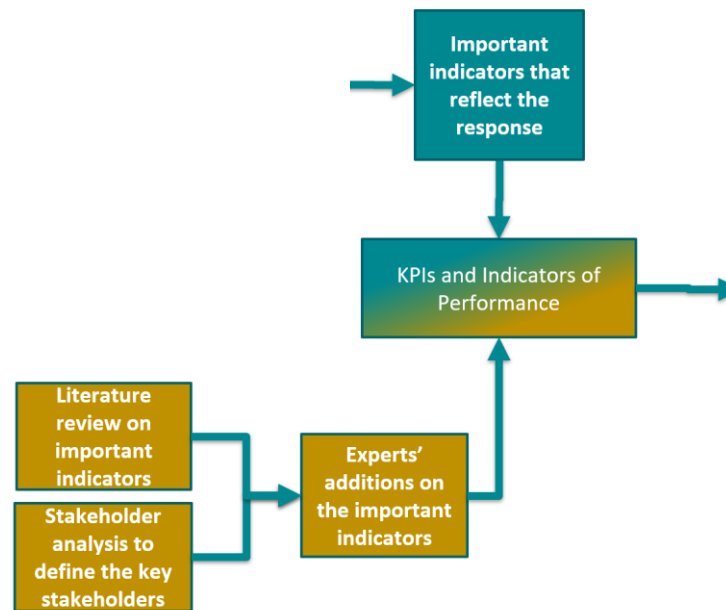 Important
indicators that
reflect the
response
KPIs and Indicators of
Performance
Literature
review on
important
indicators
Experts'
additions on
the important
indicators
Stakeholder
analysis to
define the key
stakeholders